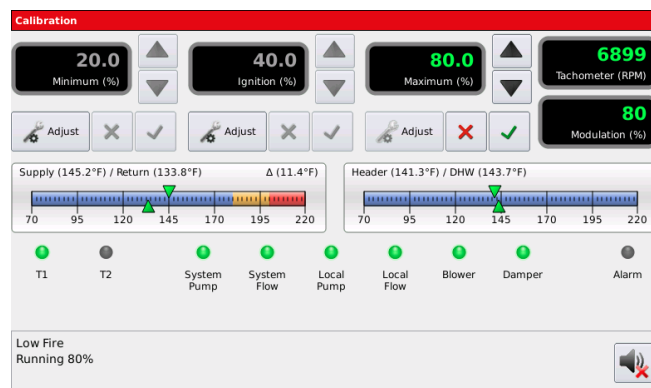 Calibration
20.0
Minimum (%)
40.0
Ignition (%)
80.0
Maximum (%)
6899
Tachometer (RPM)
Adjust
Adjust
Adjust
80
Modulation (%)
Supply (145.2°F) / Return (133.8°F) Δ (11.4°F)
70 95 120 145 170 195 220
Header (141.3°F) / DHW (143.7°F)
70 95 120 145 170 195 220
T1
T2
System
Pump
System
Flow
Local
Pump
Local
Flow
Blower
Damper
Alarm
Low Fire
Running 80%